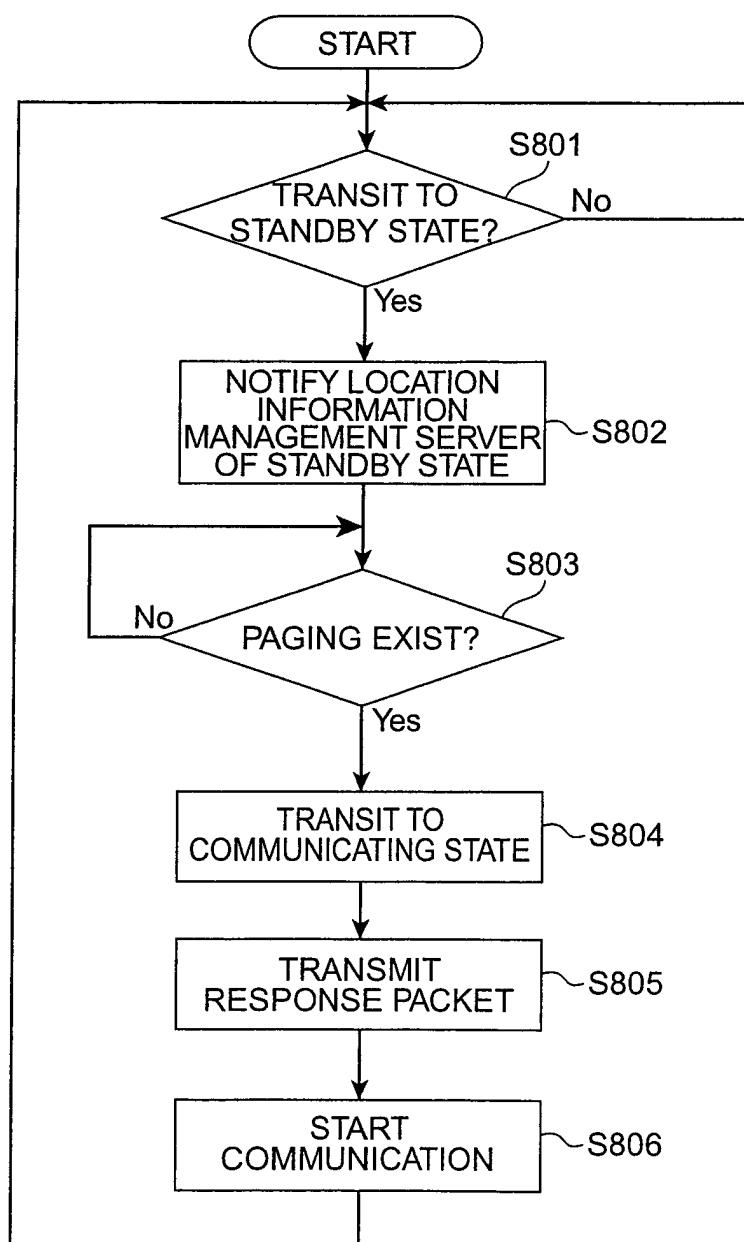 START
S801
TRANSIT TO
STANDBY STATE?
No
Yes
NOTIFY LOCATION
INFORMATION
MANAGEMENT SERVER
OF STANDBY STATE
S802
S803
No
PAGING EXIST?
Yes
TRANSIT TO
COMMUNICATING STATE
S804
TRANSMIT
RESPONSE PACKET
S805
START
COMMUNICATION
S806